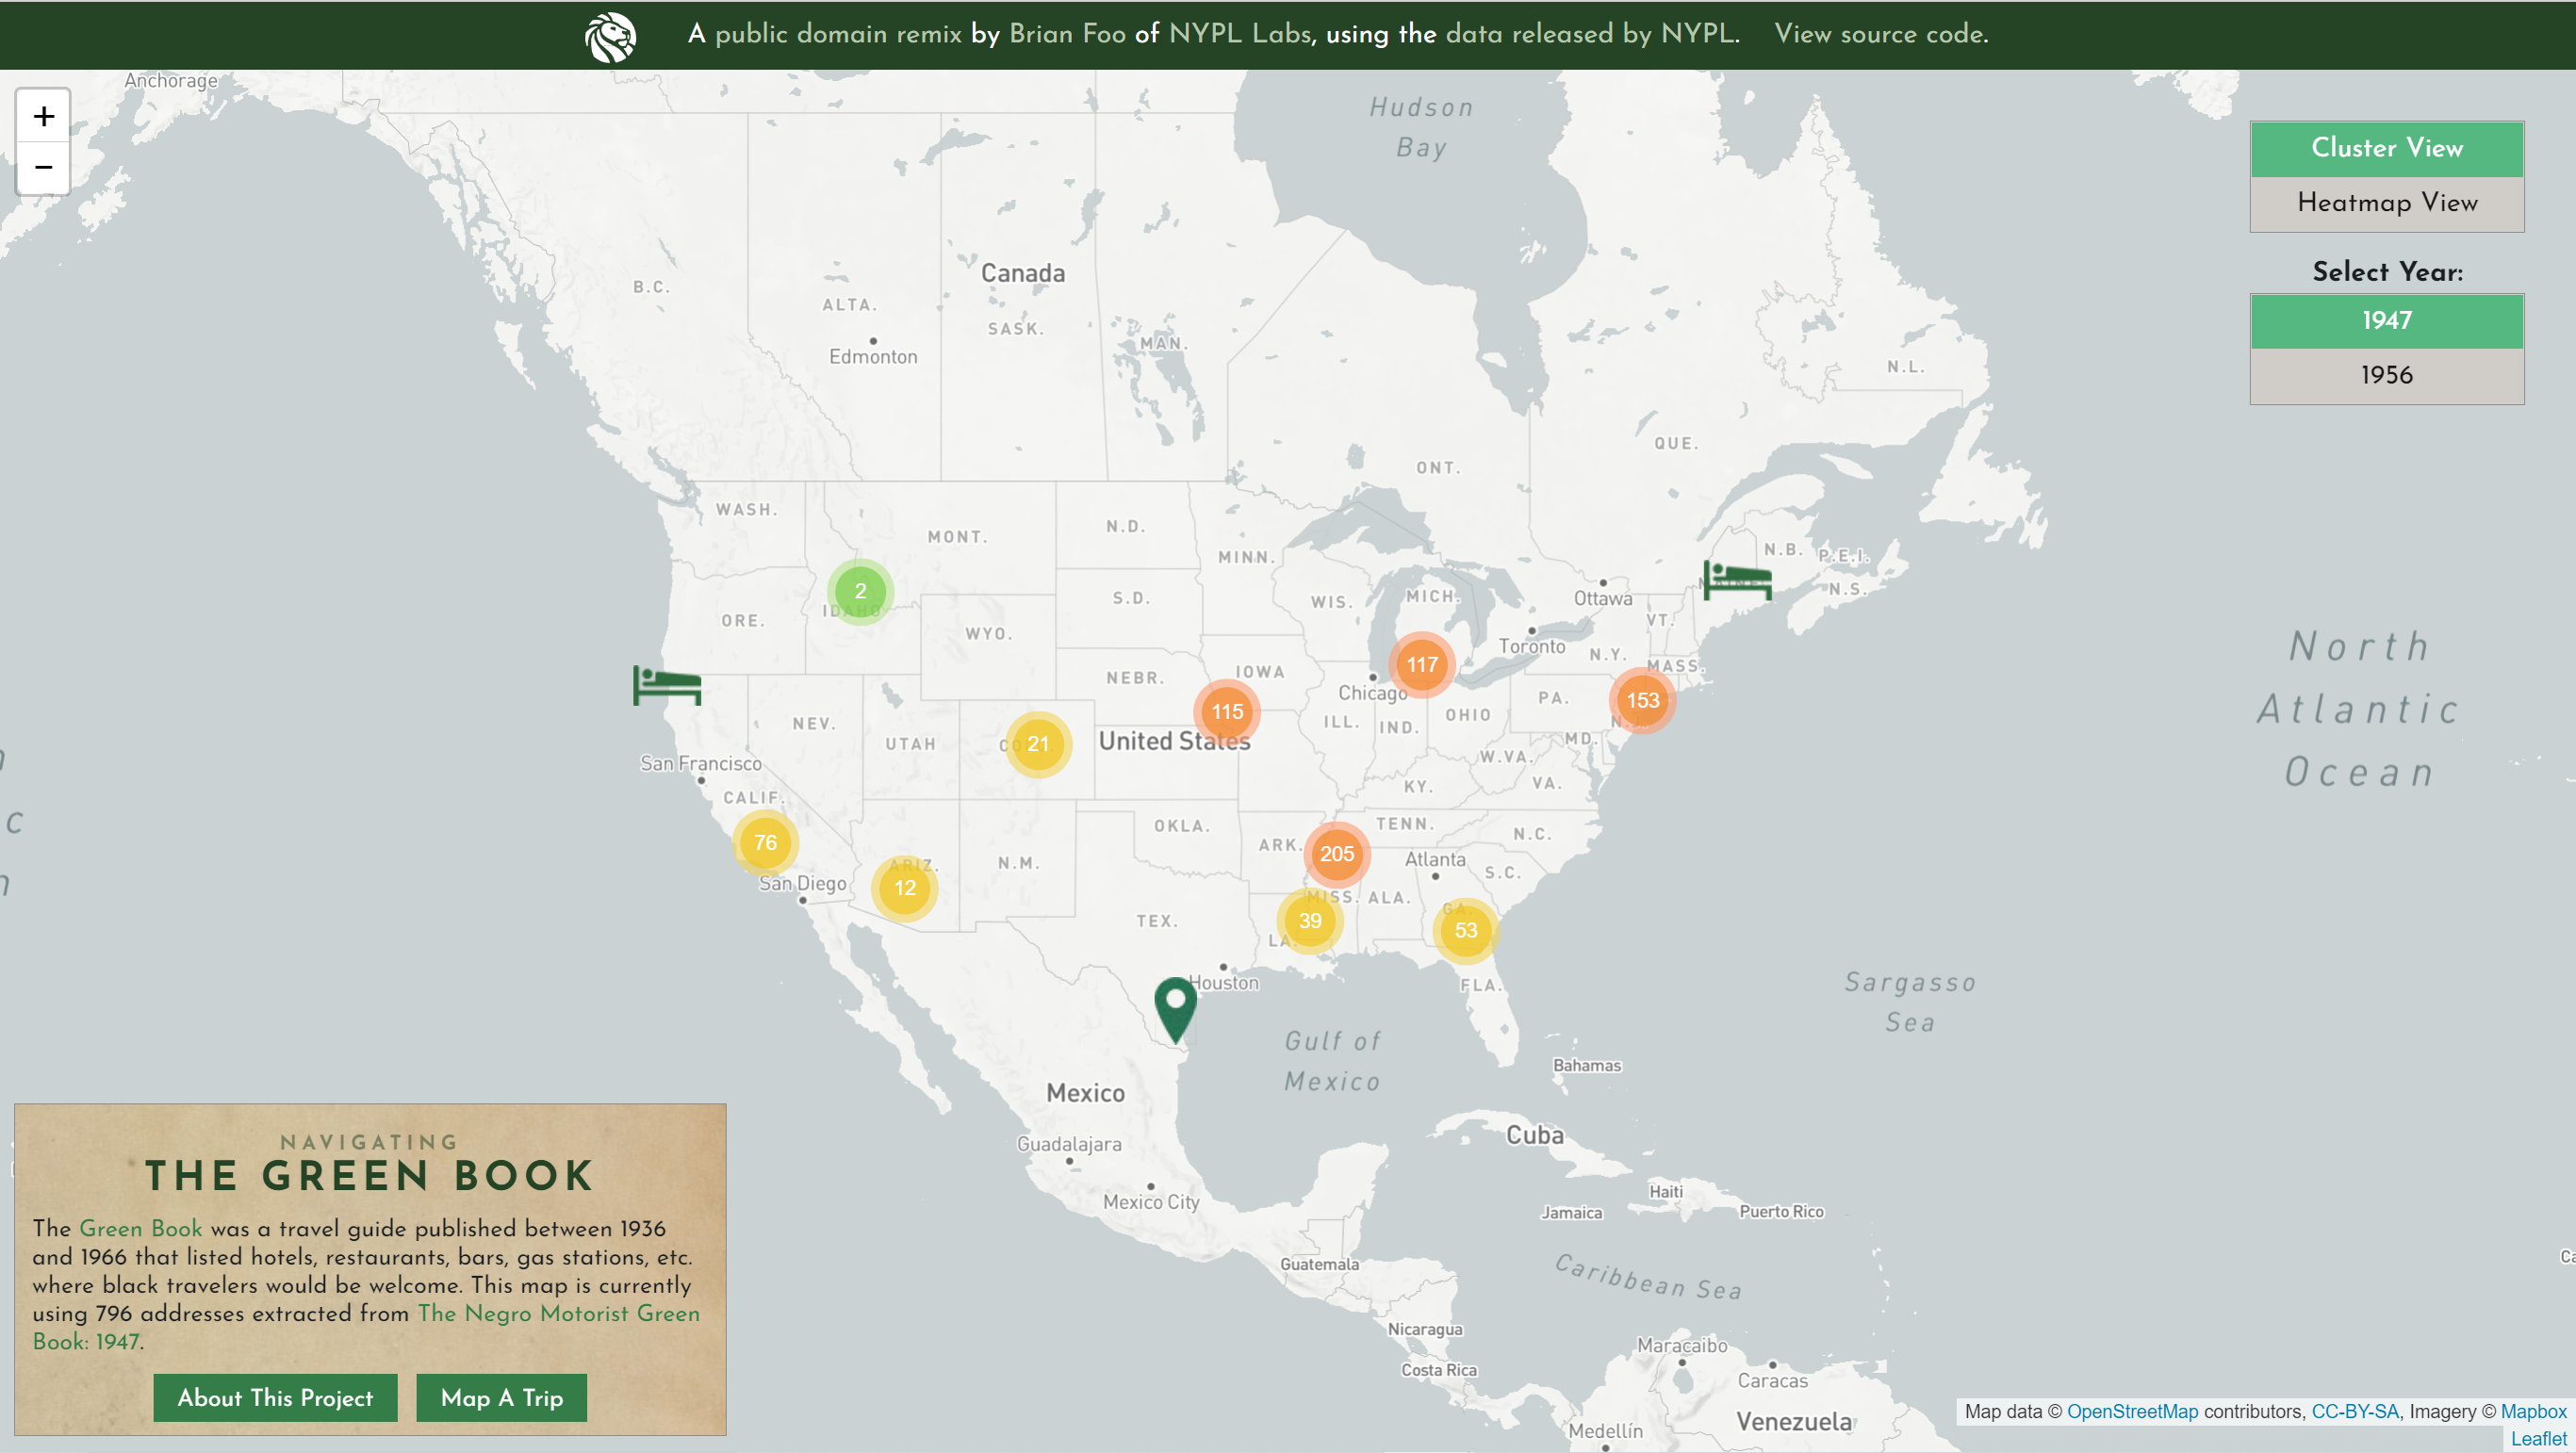 A public domain remix by Brian Foo of NYPL Labs, using the data released by NYPL. View source code.
+
−
Cluster View
Heatmap View
Select Year:
1947
1956
Anchorage
Hudson
Bay
Canada
B.C.
ALTA.
SASK.
MAN.
Edmonton
N.L.
QUE.
ONT.
WASH.
MONT.
N.D.
MINN.
N.B.
P.E.I.
N.S.
2
IDAHO
ORE.
WYO.
S.D.
WIS.
MICH.
Ottawa
VT.
MAINE
Toronto
N.Y.
MASS.
117
153
IOWA
NEBR.
Chicago
PA.
115
NEV.
UTAH
21
United States
ILL.
IND.
OHIO
MD.
W.VA.
VA.
KY.
San Francisco
CALIF.
76
San Diego
ARIZ.
12
N.M.
OKLA.
ARK.
205
TENN.
N.C.
Atlanta
S.C.
MISS.
ALA.
GA.
TEX.
39
LA.
53
Houston
FLA.
North
Atlantic
Ocean
Sargasso
Sea
Gulf of
Mexico
Bahamas
Mexico
Guadalajara
Mexico City
Cuba
Haiti
Jamaica
Puerto Rico
Guatemala
Caribbean Sea
Nicaragua
Costa Rica
Maracaibo
Caracas
Venezuela
Medellín
NAVIGATING
THE GREEN BOOK
The Green Book was a travel guide published between 1936
and 1966 that listed hotels, restaurants, bars, gas stations, etc.
where black travelers would be welcome. This map is currently
using 796 addresses extracted from The Negro Motorist Green
Book: 1947.
About This Project
Map A Trip
Map data © OpenStreetMap contributors, CC-BY-SA, Imagery © Mapbox
Leaflet